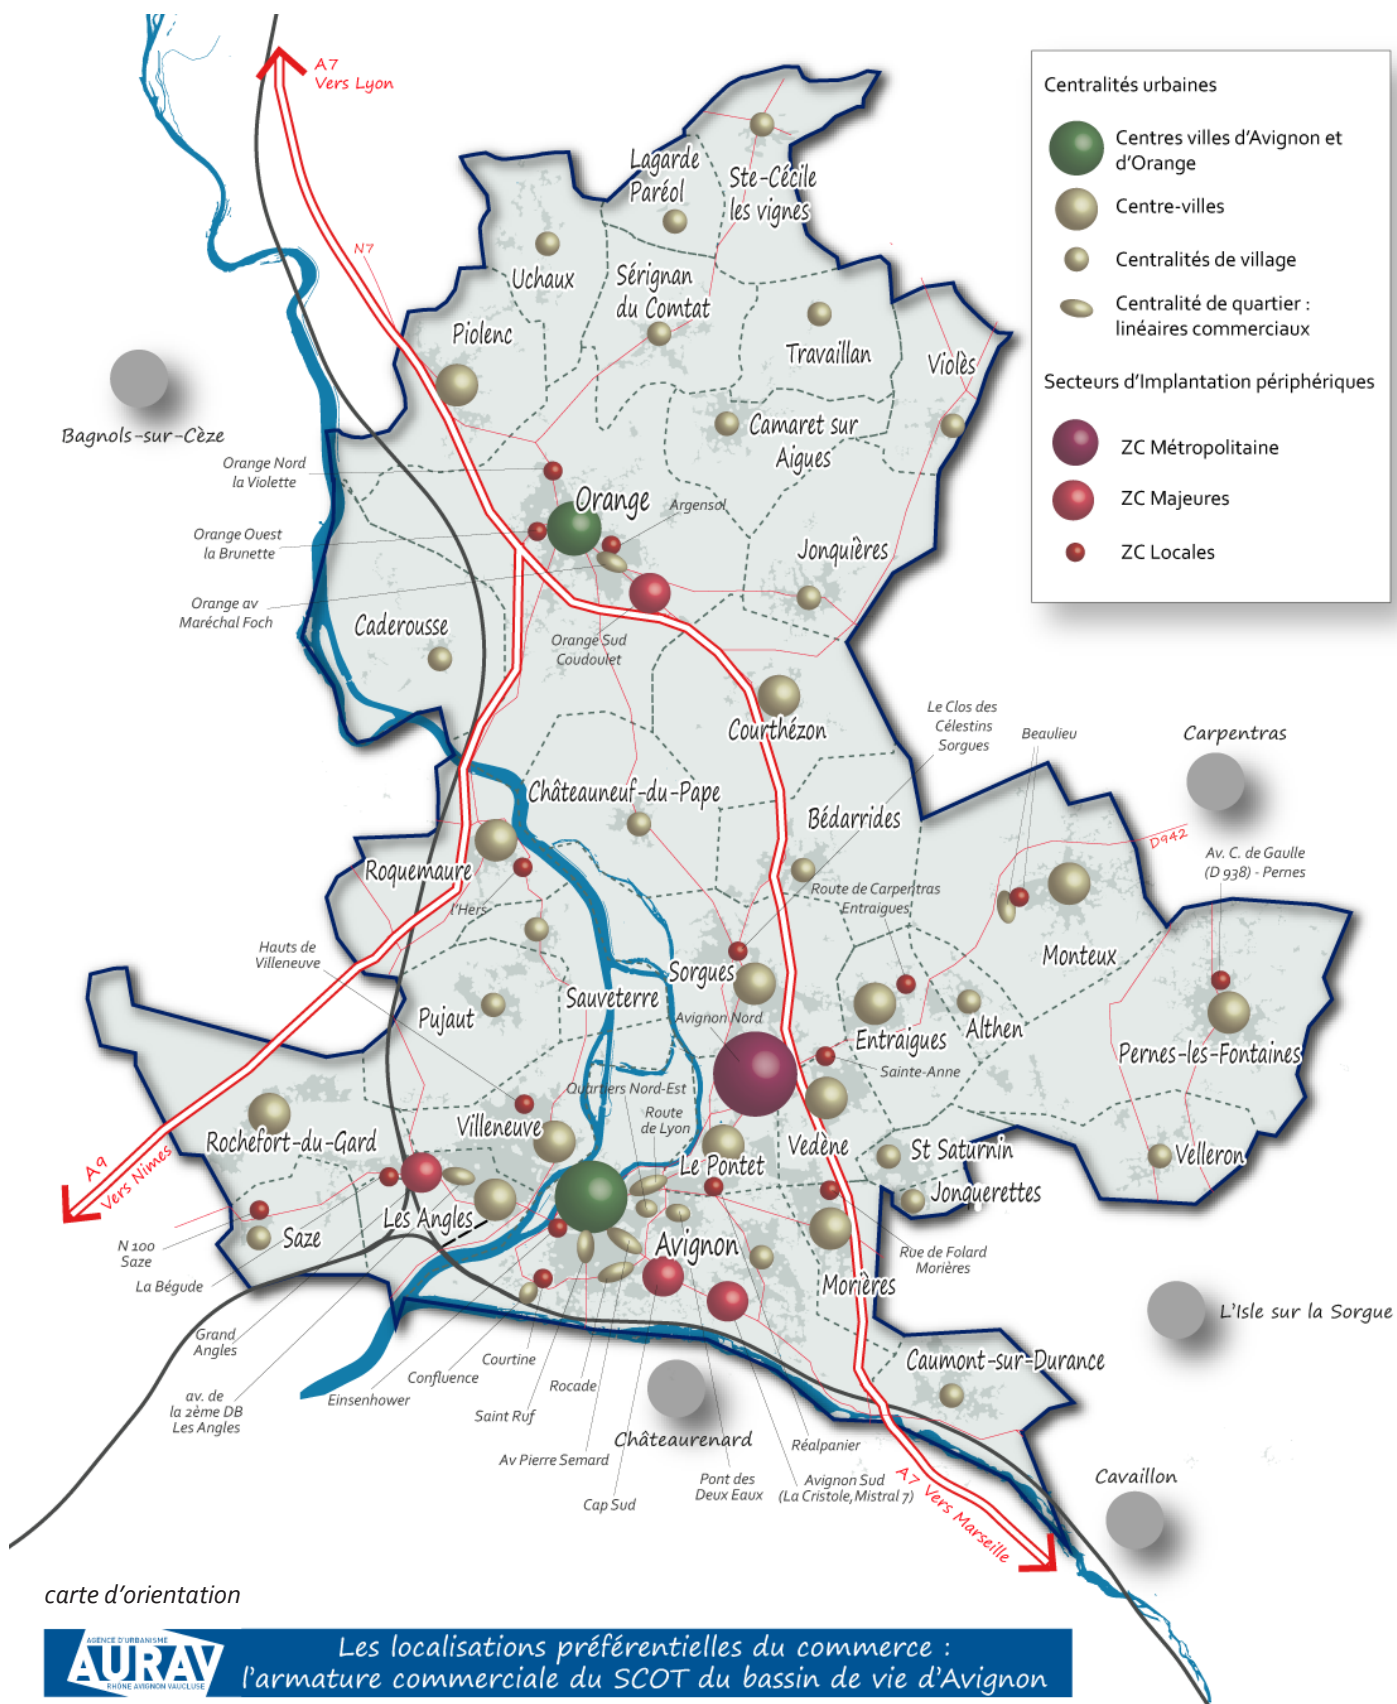 A7
Vers Lyon
N7
Centralités urbaines
Centres villes d'Avignon et
d'Orange
Centre-villes
Centralités de village
Centralité de quartier :
linéaires commerciaux
Secteurs d'Implantation périphériques
ZC Métropolitaine
ZC Majeures
ZC Locales
Lagarde
Paréol
Ste-Cécile
les vignes
Uchaux
Sérignan
du Comtat
Piolenc
Travaillan
Violès
Bagnols-sur-Cèze
Camaret sur
Aigues
Orange Nord
la Violette
Orange
Argensol
Orange Ouest
la Brunette
Jonquières
Orange av
Maréchal Foch
Caderousse
Orange Sud
Coudoulet
Courthézon
Le Clos des
Célestins
Sorgues
Beaulieu
Carpentras
Châteauneuf-du-Pape
Bédarrides
D942
Av. C. de Gaulle
(D 938) - Pernes
Roquemaure
l'Hers
Route de Carpentras
Entraigues
Hauts de
Villeneuve
Monteux
Sorgues
Sauveterre
Pujaut
Avignon Nord
Entraigues
Althen
Pernes-les-Fontaines
Sainte-Anne
Quartiers Nord-Est
Route
de Lyon
Rochefort-du-Gard
Villeneuve
Le Pontet
Vedène
St Saturnin
Velleron
Jonquerettes
A9
Vers Nimes
Les Angles
Saze
N 100
Saze
La Bégude
Avignon
Rue de Folard
Morières
Morières
L'Isle sur la Sorgue
Grand
Angles
Caumont-sur-Durance
Courtine
Confluence
Rocade
av. de
la 2ème DB
Les Angles
Einsenhower
Saint Ruf
Châteaurenard
Réalpanier
Av Pierre Semard
Pont des
Deux Eaux
Avignon Sud
(La Cristole, Mistral 7)
Cap Sud
A7 Vers Marseille
Cavaillon
carte d'orientation
AGENCE D'URBANISME
AURAV
RHÔNE AVIGNON VAUCLUSE
Les localisations préférentielles du commerce :
l'armature commerciale du SCOT du bassin de vie d'Avignon